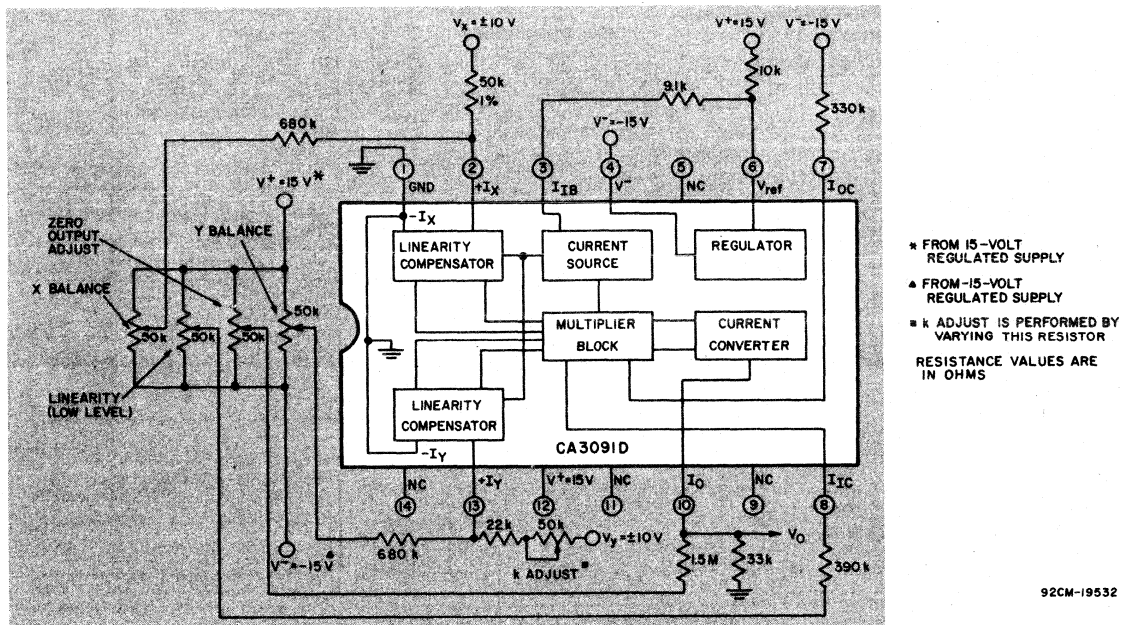 Vx = ±10 V
V+=15 V
V-=-15V
50k
1%
10k
9.1k
680 k
V-=-15 V
330k
1
2
3
4
5
6
7
GND
+IX
IIB
V-
NC
Vref
IOC
V+=15 V*
-IX
ZERO
OUTPUT
ADJUST
Y BALANCE
LINEARITY
COMPENSATOR
CURRENT
SOURCE
REGULATOR
* FROM 15-VOLT
REGULATED SUPPLY
X BALANCE
50k
50k
50k
50k
▲ FROM -15-VOLT
REGULATED SUPPLY
MULTIPLIER
BLOCK
CURRENT
CONVERTER
■ k ADJUST IS PERFORMED BY
VARYING THIS RESISTOR
RESISTANCE VALUES ARE
IN OHMS
LINEARITY
(LOW LEVEL)
LINEARITY
COMPENSATOR
CA3091D
-IY
NC
+IY
V+=15V
NC
IO
NC
IIC
14
13
12
11
10
9
8
22k
50k
Vy=±10V
VO
680k
k ADJUST■
1.5M
33k
390k
V-=-15V▲
92CM-19532